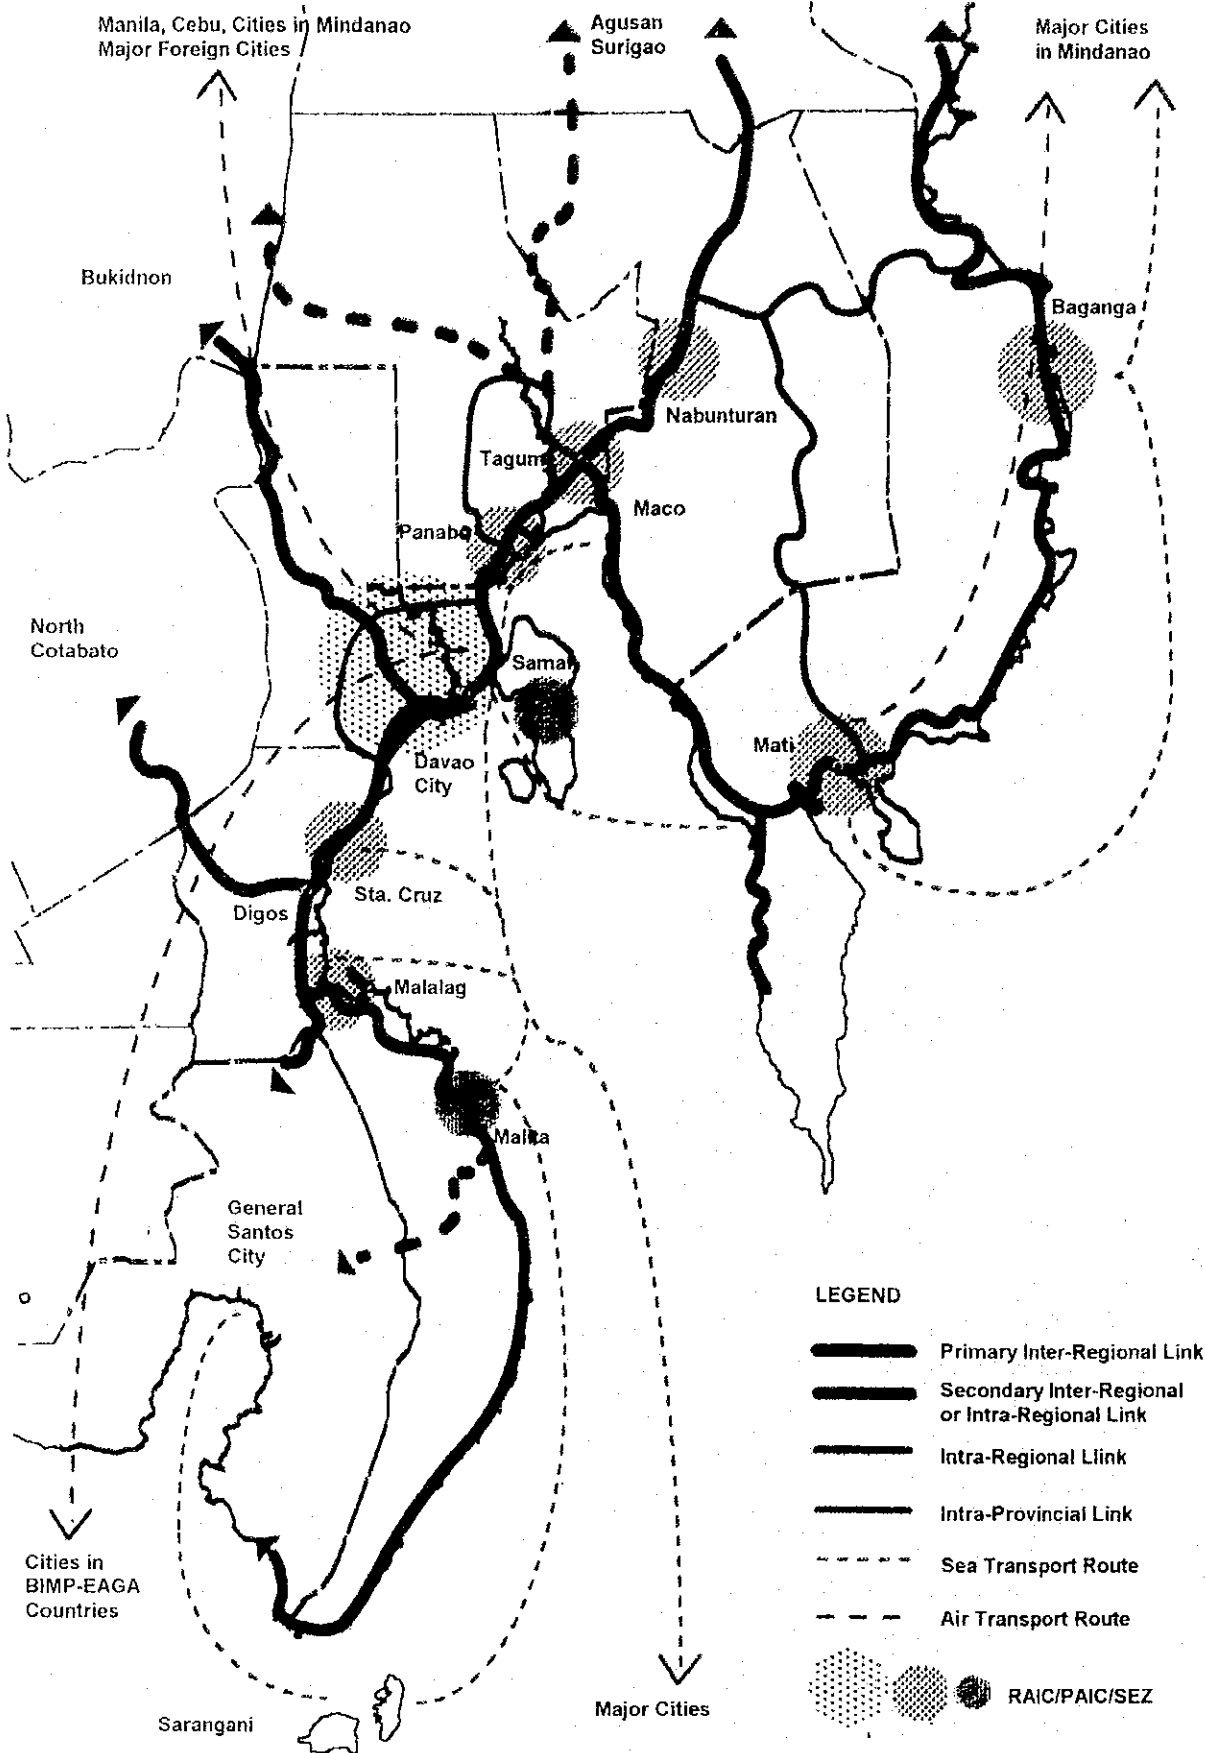 Manila, Cebu, Cities in Mindanao
Major Foreign Cities
Agusan
Surigao
Major Cities
in Mindanao
Bukidnon
Baganga
Nabunturan
Tagum
Maco
Panabo
North
Cotabato
Samal
Mati
Davao
City
Sta. Cruz
Digos
Malalag
Malita
General
Santos
City
LEGEND
Primary Inter-Regional Link
Secondary Inter-Regional
or Intra-Regional Link
Intra-Regional Llink
Intra-Provincial Link
Sea Transport Route
Air Transport Route
RAIC/PAIC/SEZ
Cities in
BIMP-EAGA
Countries
Major Cities
Sarangani